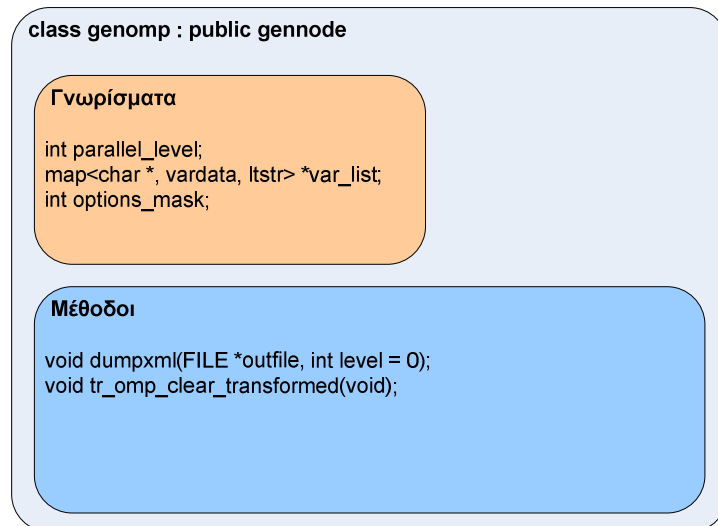 class genomp : public gennode
Γνωρίσματα
int parallel_level;
map<char *, vardata, ltstr> *var_list;
int options_mask;
Μέθοδοι
void dumpxml(FILE *outfile, int level = 0);
void tr_omp_clear_transformed(void);